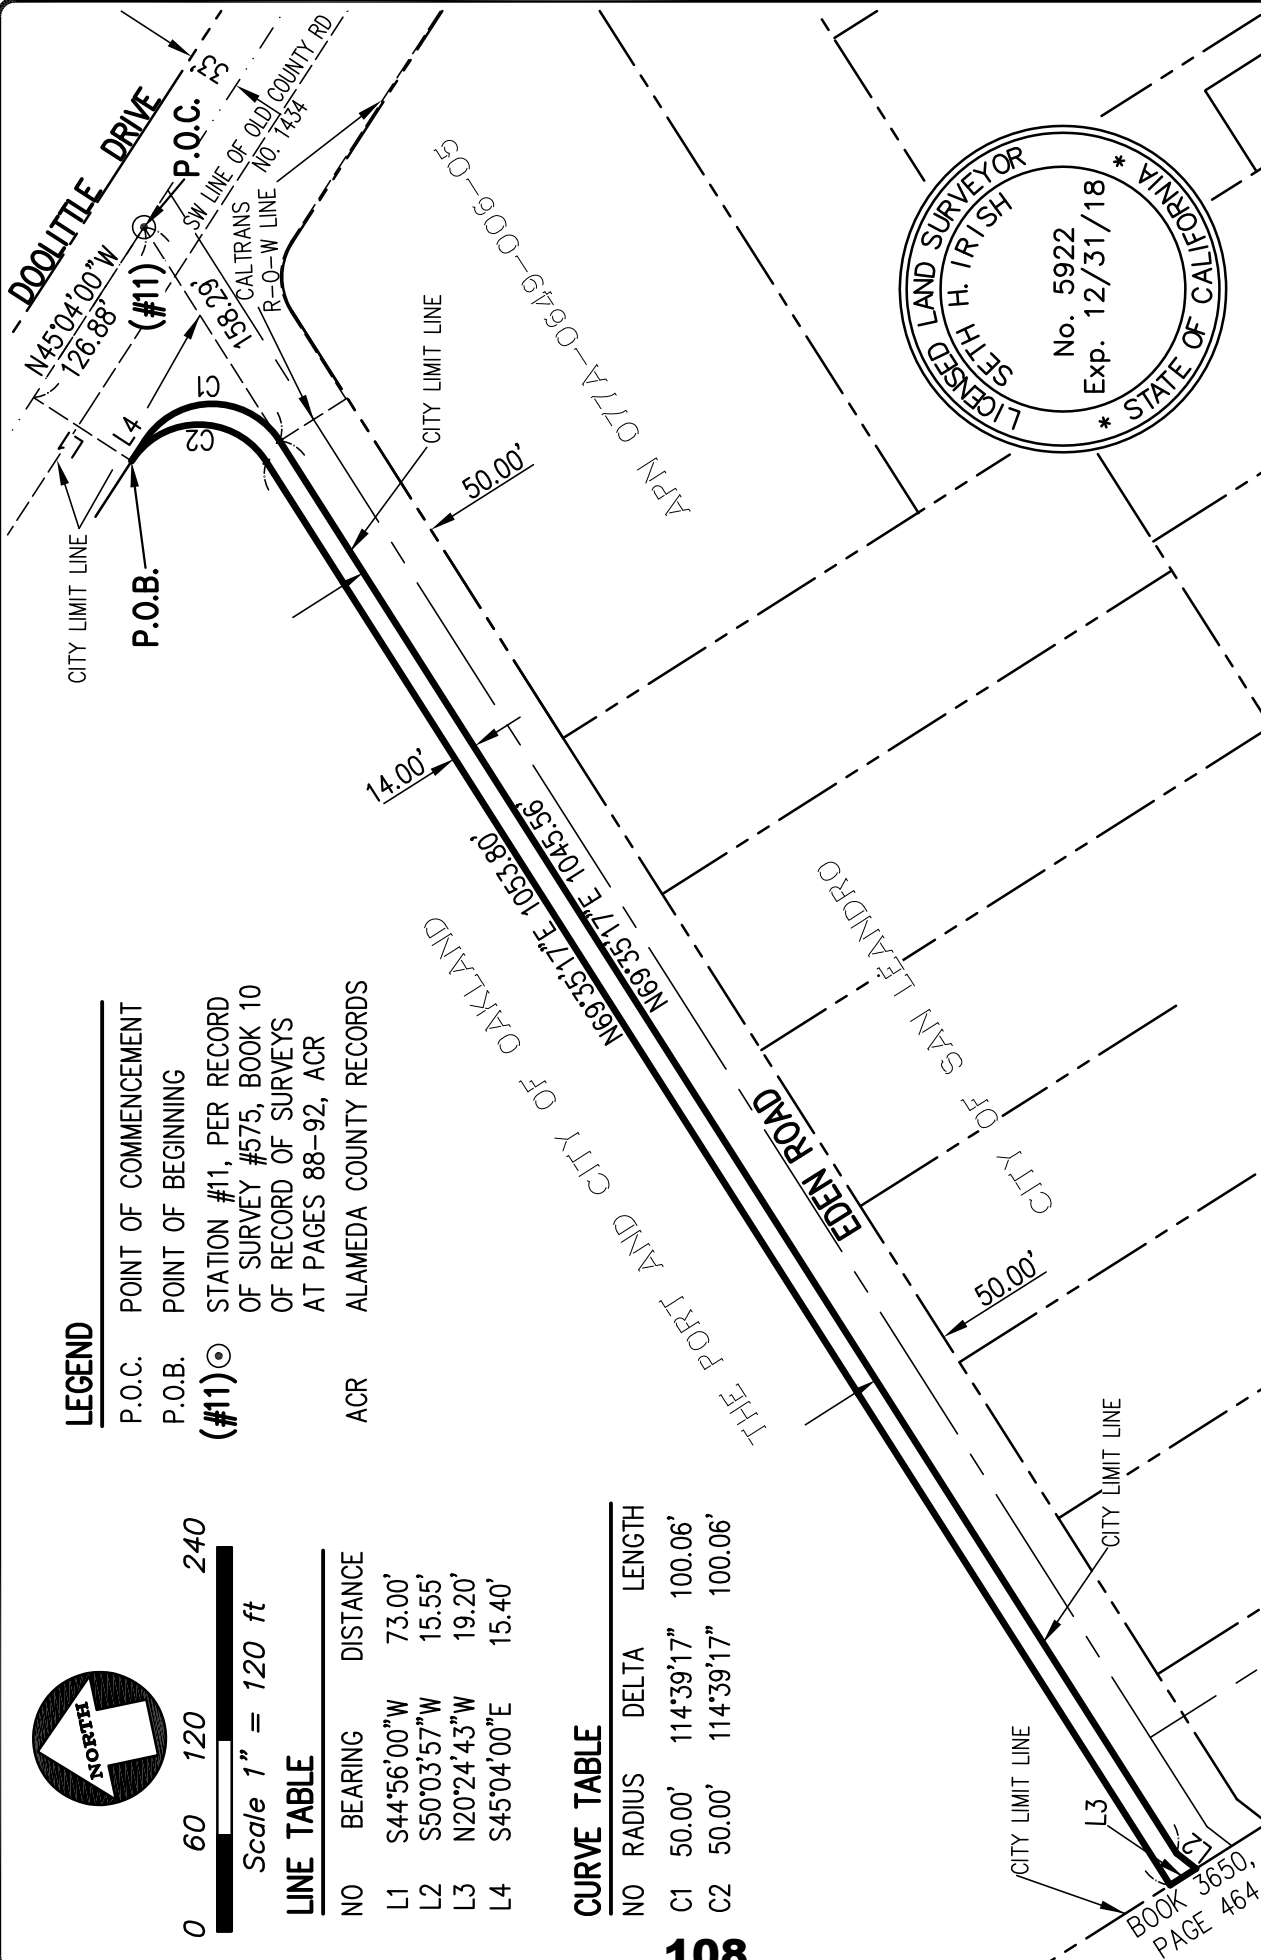 DOOLITTLE DRIVE
33'
P.O.C.
N45°04'00"W
126.88'
(#11)
SW LINE OF OLD COUNTY RD
NO. 1434
158.29'
CALTRANS
R-O-W LINE
L1
L4
C1
C2
CITY LIMIT LINE
P.O.B.
CITY LIMIT LINE
50.00'
APN 077A-0649-006-05
14.00'
N69°35'17"E 1053.80'
N69°35'17"E 1045.56'
THE PORT AND CITY OF OAKLAND
EDEN ROAD
CITY OF SAN LEANDRO
50.00'
CITY LIMIT LINE
CITY LIMIT LINE
L3
L2
BOOK 3650,
PAGE 464
LICENSED LAND SURVEYOR
SETH H. IRISH
No. 5922
Exp. 12/31/18
* STATE OF CALIFORNIA *
LEGEND
P.O.C. POINT OF COMMENCEMENT
P.O.B. POINT OF BEGINNING
(#11) STATION #11, PER RECORD
OF SURVEY #575, BOOK 10
OF RECORD OF SURVEYS
AT PAGES 88-92, ACR
ACR ALAMEDA COUNTY RECORDS
NORTH
0 60 120 240
Scale 1" = 120 ft
LINE TABLE
NO BEARING DISTANCE
L1 S44°56'00"W 73.00'
L2 S50°03'57"W 15.55'
L3 N20°24'43"W 19.20'
L4 S45°04'00"E 15.40'
CURVE TABLE
NO RADIUS DELTA LENGTH
C1 50.00' 114°39'17" 100.06'
C2 50.00' 114°39'17" 100.06'
108